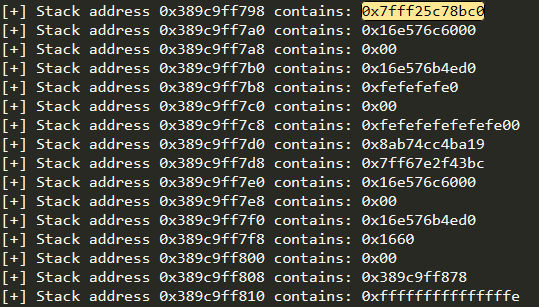 [+] Stack address 0x389c9ff798 contains: 0x7fff25c78bc0
[+] Stack address 0x389c9ff7a0 contains: 0x16e576c6000
[+] Stack address 0x389c9ff7a8 contains: 0x00
[+] Stack address 0x389c9ff7b0 contains: 0x16e576b4ed0
[+] Stack address 0x389c9ff7b8 contains: 0xfefefefe0
[+] Stack address 0x389c9ff7c0 contains: 0x00
[+] Stack address 0x389c9ff7c8 contains: 0xfefefefefefefe00
[+] Stack address 0x389c9ff7d0 contains: 0x8ab74cc4ba19
[+] Stack address 0x389c9ff7d8 contains: 0x7ff67e2f43bc
[+] Stack address 0x389c9ff7e0 contains: 0x16e576c6000
[+] Stack address 0x389c9ff7e8 contains: 0x00
[+] Stack address 0x389c9ff7f0 contains: 0x16e576b4ed0
[+] Stack address 0x389c9ff7f8 contains: 0x1660
[+] Stack address 0x389c9ff800 contains: 0x00
[+] Stack address 0x389c9ff808 contains: 0x389c9ff878
[+] Stack address 0x389c9ff810 contains: 0xfffffffffffffffe